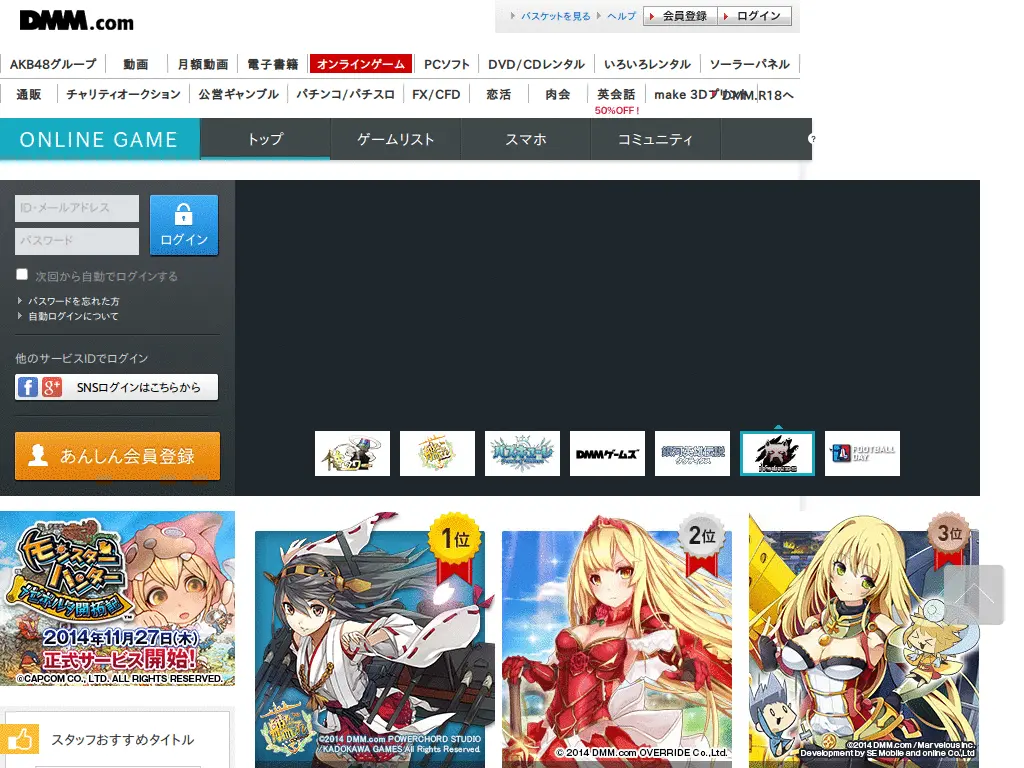 DMM.com
バスケットを見る
ヘルプ
会員登録
ログイン
AKB48グループ 動画 月額動画 電子書籍 オンラインゲーム PCソフト DVD/CDレンタル いろいろレンタル ソーラーパネル
通販 チャリティオークション 公営ギャンブル パチンコ/パチスロ FX/CFD 恋活 肉会 英会話 make 3D DMM.R18へ
50%OFF!
ONLINE GAME トップ ゲームリスト スマホ コミュニティ
?
ID・メールアドレス
パスワード
ログイン
次回から自動でログインする
パスワードを忘れた方
自動ログインについて
他のサービスIDでログイン
f g+ SNSログインはこちらから
あんしん会員登録
DMMゲームズ
銀河英雄伝説
FOOTBALL DAY
モンスターハンター
2014年11月27日(木)
正式サービス開始!
©CAPCOM CO., LTD. ALL RIGHTS RESERVED.
1位
©2014 DMM.com POWERCHORD STUDIO
/KADOKAWA GAMES All Rights Reserved.
2位
© 2014 DMM.com OVERRIDE Co.,Ltd.
3位
©2014 DMM.com / Marvelous Inc.
Development by SE Mobile and online Co.,Ltd
スタッフおすすめタイトル